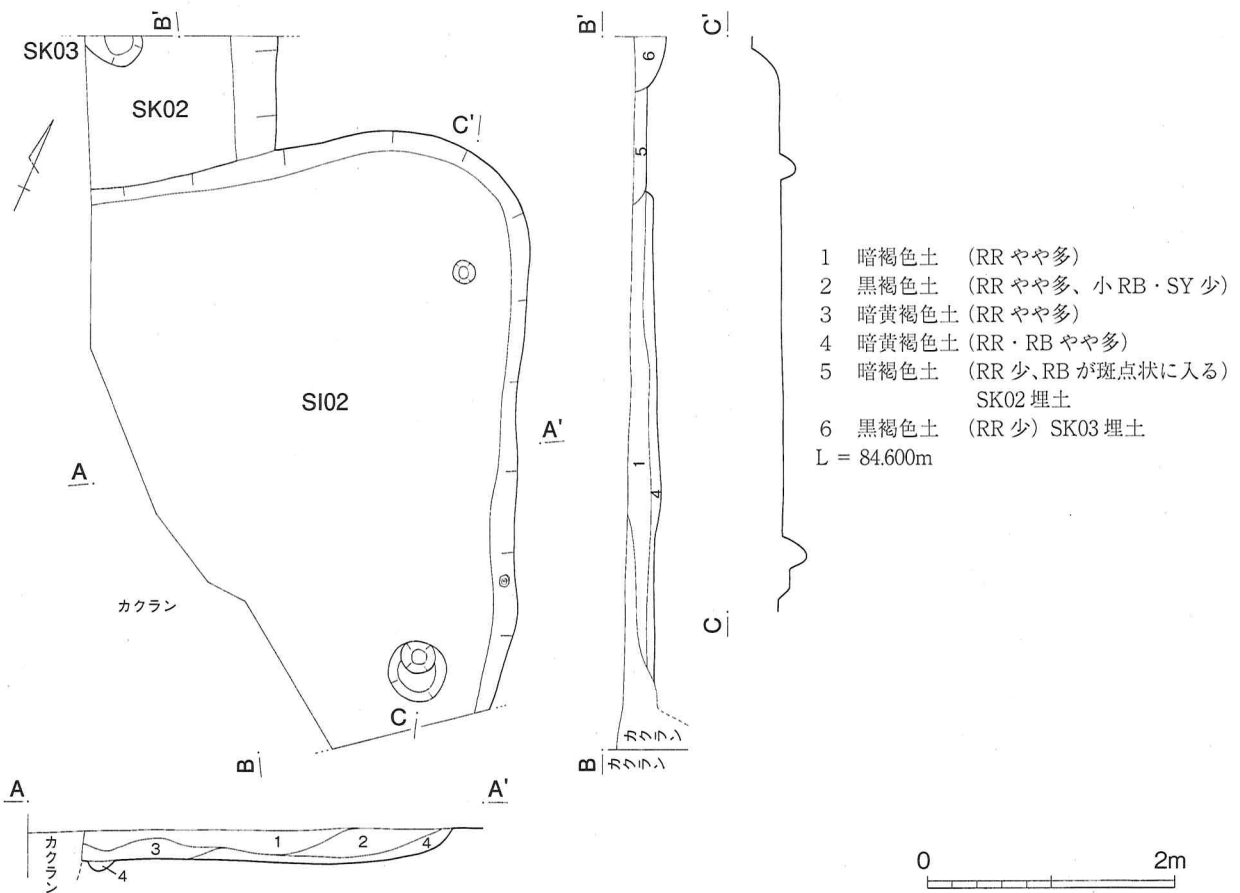 B'
B'
C'
SK03
SK02
6
C'
5
1 暗褐色土 (RR やや多)
2 黒褐色土 (RR やや多、小 RB・SY 少)
3 暗黄褐色土 (RR やや多)
4 暗黄褐色土 (RR・RB やや多)
5 暗褐色土 (RR 少、RB が斑点状に入る)
SK02 埋土
6 黒褐色土 (RR 少) SK03 埋土
L = 84.600m
SI02
A'
A
1
4
カクラン
C
C
B
B
カクラン
カクラン
A
A'
カクラン
3
1
2
4
4
0
2m